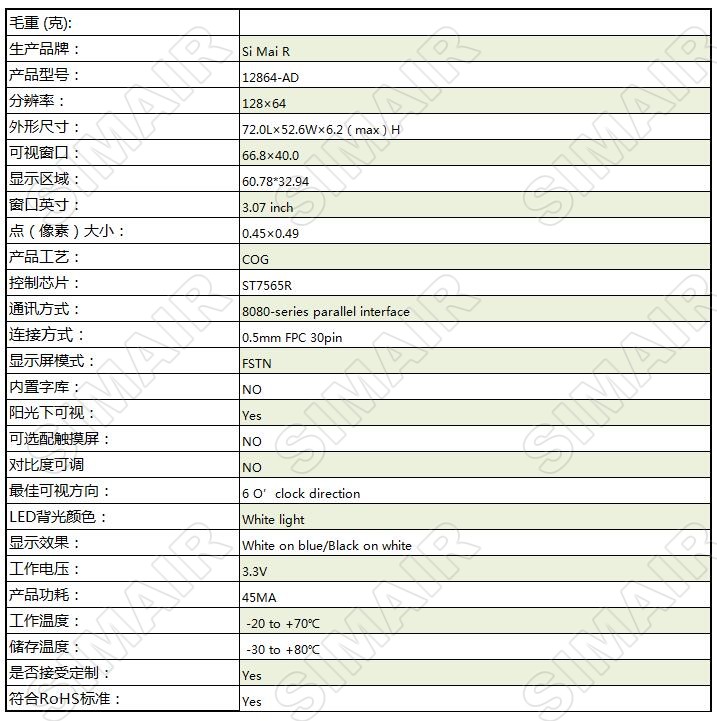 毛重 (克):
生产品牌： Si Mai R
产品型号： 12864-AD
分辨率： 128×64
外形尺寸： 72.0L×52.6W×6.2 ( max ) H
可视窗口： 66.8×40.0
显示区域： 60.78*32.94
窗口英寸： 3.07 inch
点（像素）大小： 0.45×0.49
产品工艺： COG
控制芯片： ST7565R
通讯方式： 8080-series parallel interface
连接方式： 0.5mm FPC 30pin
显示屏模式： FSTN
内置字库： NO
阳光下可视： Yes
可选配触摸屏： NO
对比度可调 NO
最佳可视方向： 6 O’ clock direction
LED背光颜色： White light
显示效果： White on blue/Black on white
工作电压： 3.3V
产品功耗： 45MA
工作温度： -20 to +70℃
储存温度： -30 to +80℃
是否接受定制： Yes
符合RoHS标准： Yes
SIMAIR
SIMAIR
SIMAIR
SIMAIR
SIMAIR
SIMAIR
SIMAIR
SIMAIR
SIMAIR